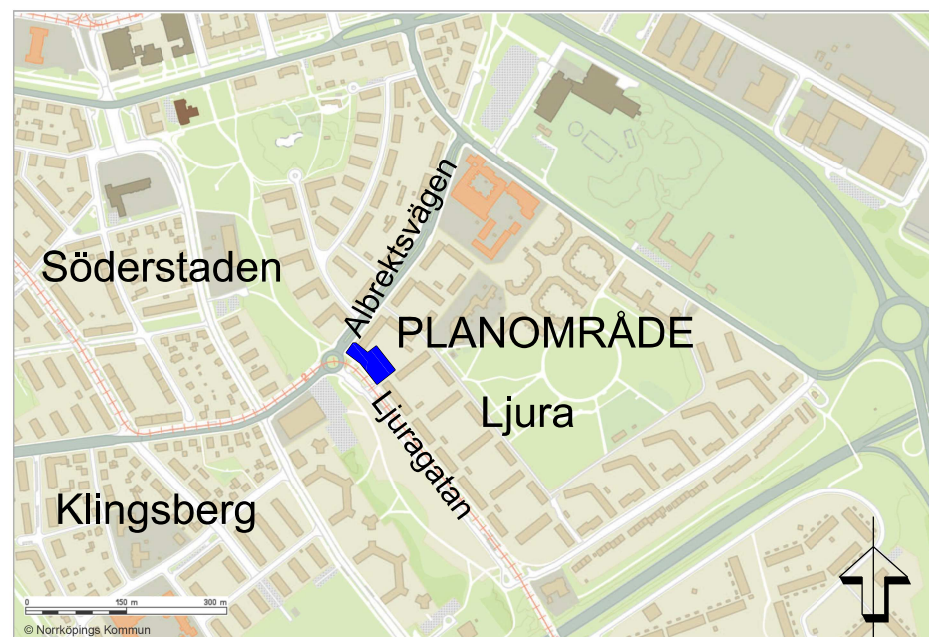 Albrektsvägen
Söderstaden
PLANOMRÅDE
Ljura
Ljuragatan
Klingsberg
0 150 m 300 m
© Norrköpings Kommun